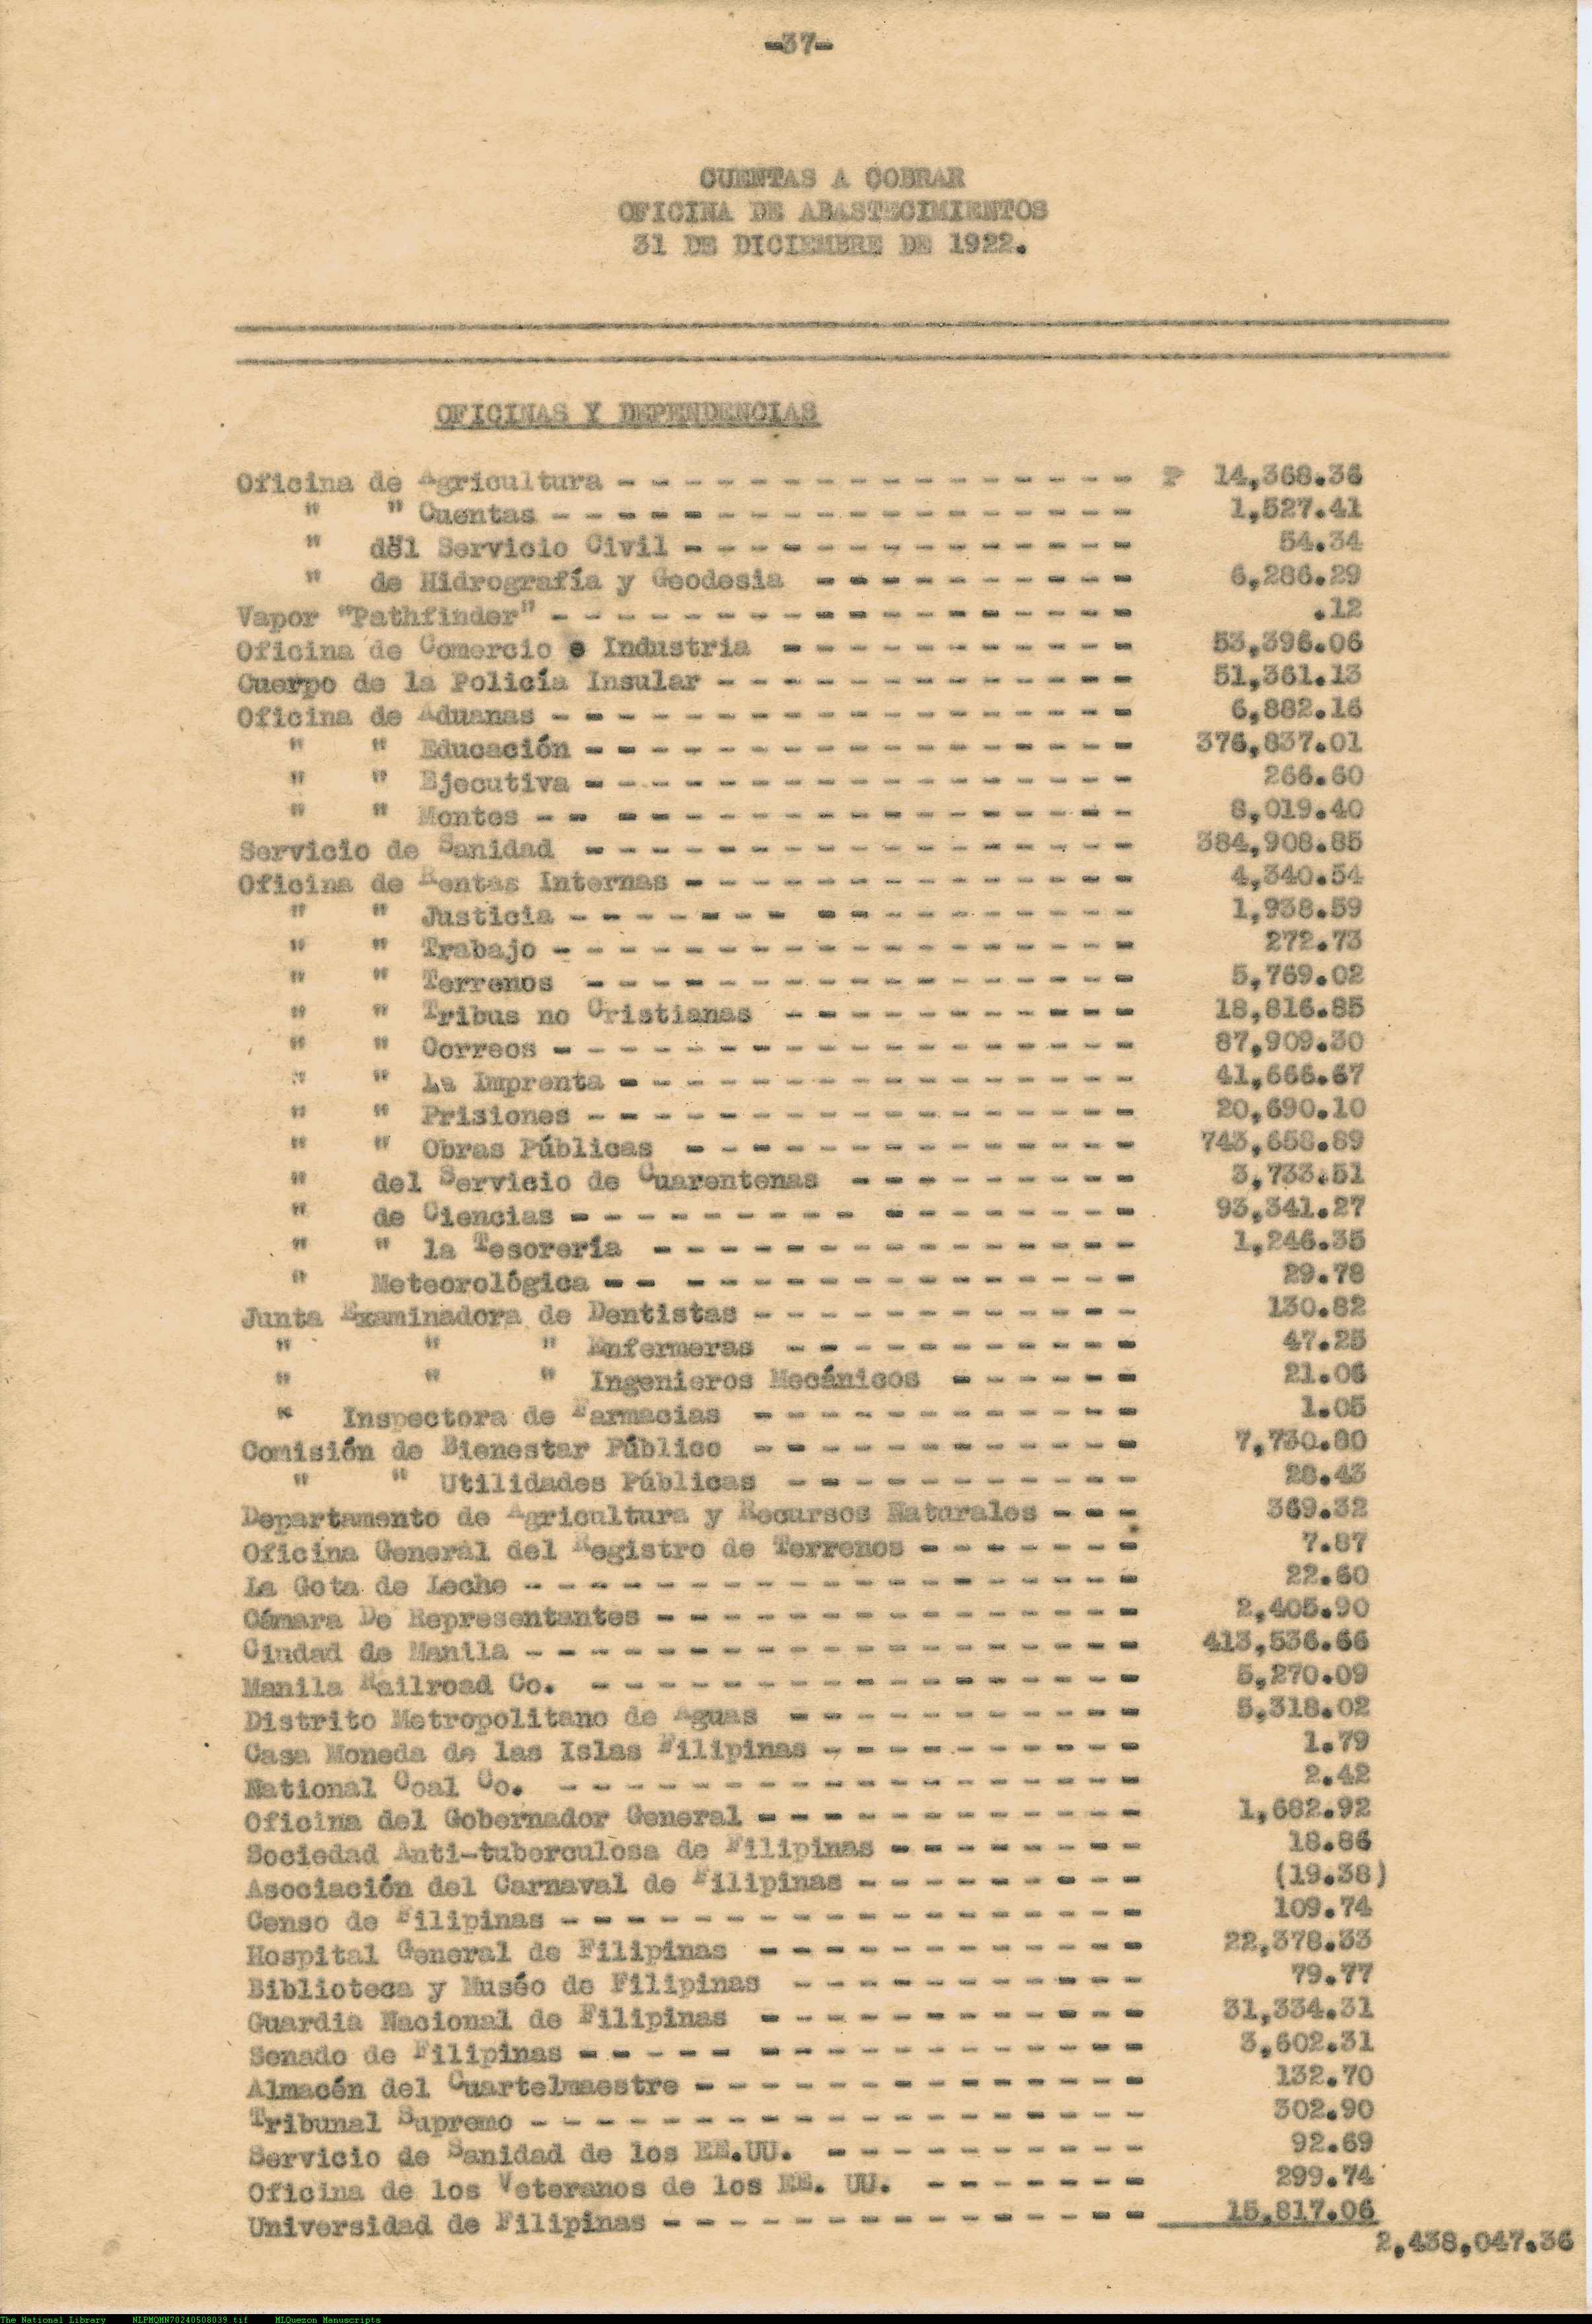 -37-
CUENTAS A COBRAR
OFICINA DE ABASTECIMIENTOS
31 DE DICIEMBRE DE 1922.
OFICINAS Y DEPENDENCIAS
Oficina de Agricultura - - - - - - - - - - - - - - - - P 14,368.36
" " Cuentas - - - - - - - - - - - - - - - - - - 1,527.41
" del Servicio Civil - - - - - - - - - - - - - - 54.34
" de Hidrografía y Geodesia - - - - - - - - - - 6,286.29
Vapor "Pathfinder" - - - - - - - - - - - - - - - - - - .12
Oficina de Comercio e Industria - - - - - - - - - - - 53,396.06
Cuerpo de la Policía Insular - - - - - - - - - - - - - 51,361.13
Oficina de Aduanas - - - - - - - - - - - - - - - - - - 6,882.16
" " Educación - - - - - - - - - - - - - - - - - 376,837.01
" " Ejecutiva - - - - - - - - - - - - - - - - - 266.60
" " Montes - - - - - - - - - - - - - - - - - - 8,019.40
Servicio de Sanidad - - - - - - - - - - - - - - - - - 384,908.85
Oficina de Rentas Internas - - - - - - - - - - - - - - 4,340.54
" " Justicia - - - - - - - - - - - - - - - - - 1,938.59
" " Trabajo - - - - - - - - - - - - - - - - - - 272.73
" " Terrenos - - - - - - - - - - - - - - - - - 5,769.02
" " Tribus no Cristianas - - - - - - - - - - - 18,816.85
" " Correos - - - - - - - - - - - - - - - - - - 87,909.30
" " La Imprenta - - - - - - - - - - - - - - - - 41,666.67
" " Prisiones - - - - - - - - - - - - - - - - - 20,690.10
" " Obras Públicas - - - - - - - - - - - - - - 743,658.89
" del Servicio de Cuarentenas - - - - - - - - - 3,733.51
" de Ciencias - - - - - - - - - - - - - - - - - 93,341.27
" " la Tesorería - - - - - - - - - - - - - - - 1,246.35
" Meteorológica - - - - - - - - - - - - - - - - 29.78
Junta Examinadora de Dentistas - - - - - - - - - - - - 130.82
" " " Enfermeras - - - - - - - - - - - 47.25
" " " Ingenieros Mecánicos - - - - - - 21.06
" Inspectora de Farmacias - - - - - - - - - - - - 1.05
Comisión de Bienestar Público - - - - - - - - - - - - 7,730.80
" " Utilidades Públicas - - - - - - - - - - - 28.43
Departamento de Agricultura y Recursos Naturales - - - 369.32
Oficina General del Registro de Terrenos - - - - - - - 7.87
La Gota de Leche - - - - - - - - - - - - - - - - - - - 22.60
Cámara De Representantes - - - - - - - - - - - - - - - 2,405.90
Ciudad de Manila - - - - - - - - - - - - - - - - - - - 413,536.66
Manila Railroad Co. - - - - - - - - - - - - - - - - - 5,270.09
Distrito Metropolitano de Aguas - - - - - - - - - - - 5,318.02
Casa Moneda de las Islas Filipinas - - - - - - - - - - 1.79
National Coal Co. - - - - - - - - - - - - - - - - - - 2.42
Oficina del Gobernador General - - - - - - - - - - - - 1,682.92
Sociedad Anti-tuberculosa de Filipinas - - - - - - - - 18.86
Asociación del Carnaval de Filipinas - - - - - - - - - (19.38)
Censo de Filipinas - - - - - - - - - - - - - - - - - - 109.74
Hospital General de Filipinas - - - - - - - - - - - - 22,378.33
Biblioteca y Muséo de Filipinas - - - - - - - - - - - 79.77
Guardia Nacional de Filipinas - - - - - - - - - - - - 31,334.31
Senado de Filipinas - - - - - - - - - - - - - - - - - 3,602.31
Almacén del Cuartelmaestre - - - - - - - - - - - - - - 132.70
Tribunal Supremo - - - - - - - - - - - - - - - - - - - 302.90
Servicio de Sanidad de los EE.UU. - - - - - - - - - - 92.69
Oficina de los Veteranos de los EE. UU. - - - - - - - 299.74
Universidad de Filipinas - - - - - - - - - - - - - - - 15,817.06
2,438,047.36
The National Library NLPMQMN70240508039.tif MLQuezon Manuscripts